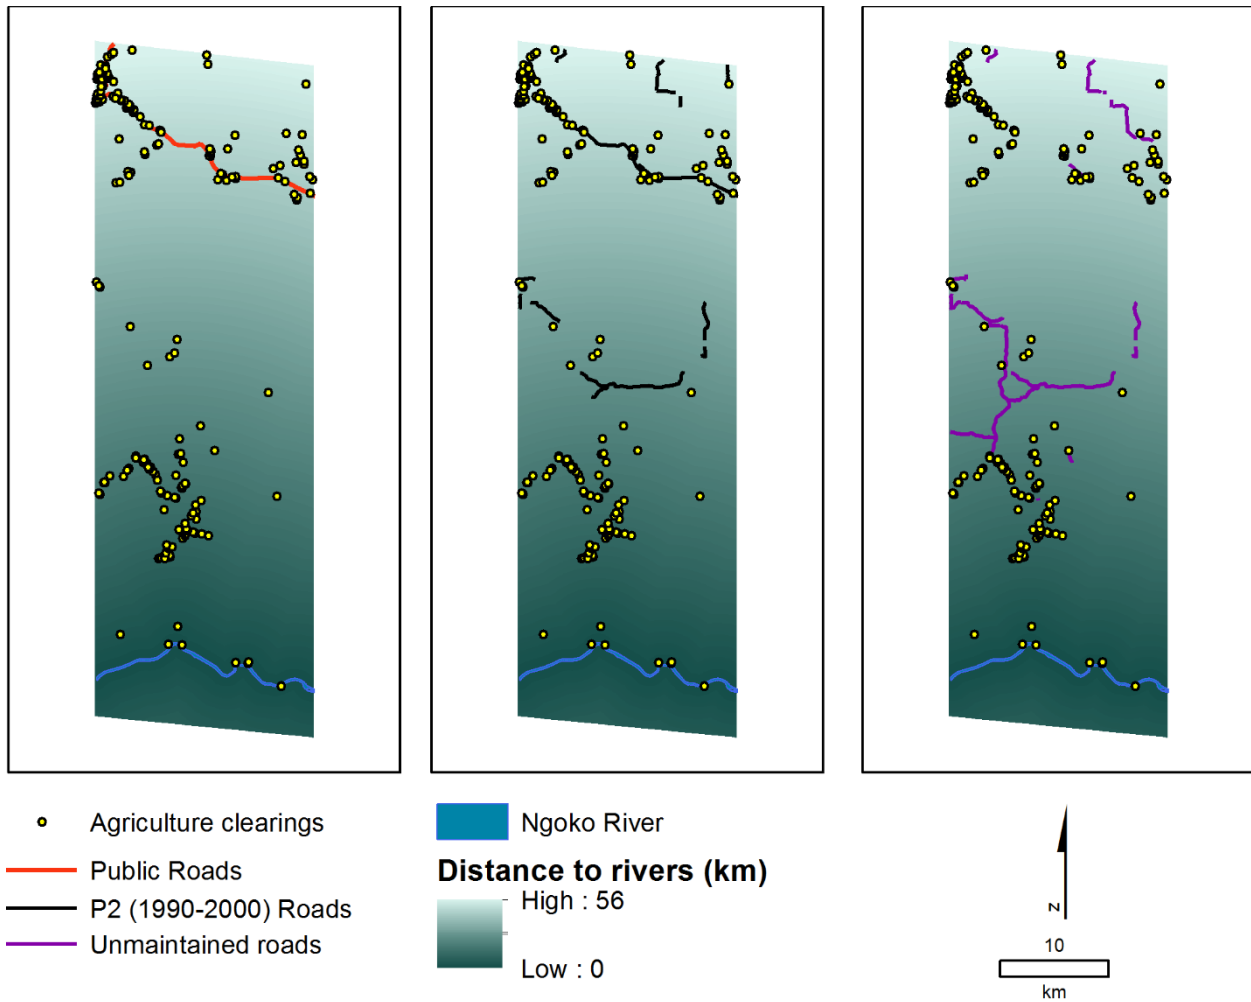 Agriculture clearings
Public Roads
P2 (1990-2000) Roads
Unmaintained roads
Ngoko River
Distance to rivers (km)
High : 56
Low : 0
N
10
km